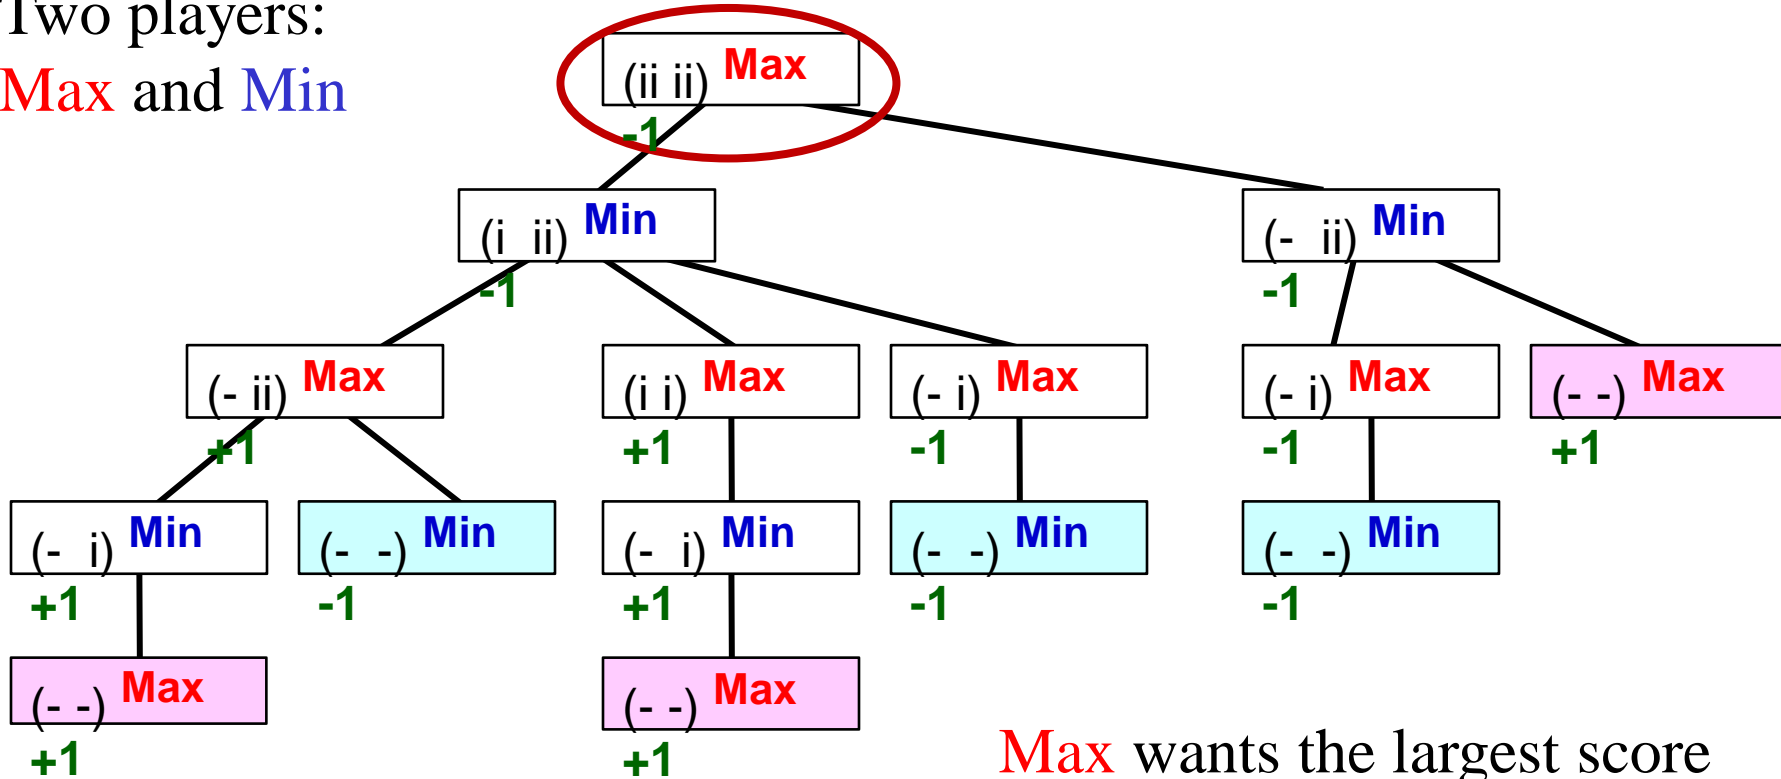 Two players:
Max and Min
(ii ii) Max
-1
(i ii) Min
-1
(- ii) Min
-1
(- ii) Max
+1
(i i) Max
+1
(- i) Max
-1
(- i) Max
-1
(- -) Max
+1
(- i) Min
+1
(- -) Min
-1
(- i) Min
+1
(- -) Min
-1
(- -) Min
-1
(- -) Max
+1
(- -) Max
+1
Max wants the largest score